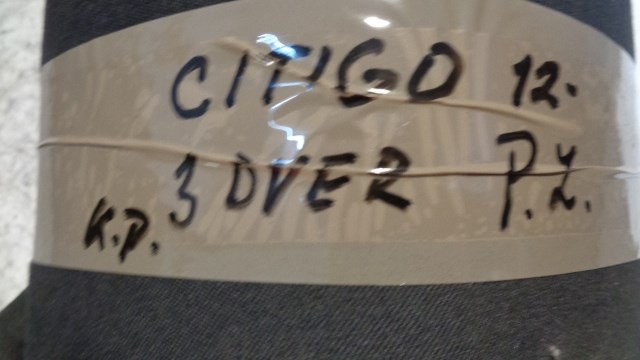 CITIGO 12.
3 DVER P.Z.
K.P.